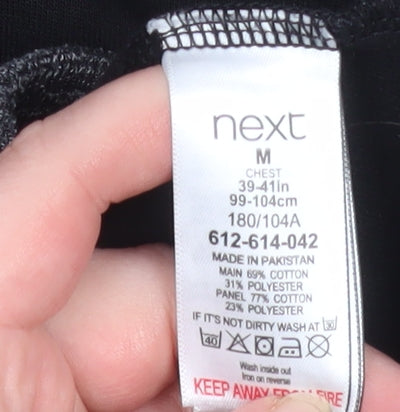 next
M
CHEST
39-41in
99-104cm
180/104A
612-614-042
MADE IN PAKISTAN
MAIN 69% COTTON
31% POLYESTER
PANEL 77% COTTON
23% POLYESTER
IF IT'S NOT DIRTY WASH AT 30
40
Wash inside out
Iron on reverse
KEEP AWAY FROM FIRE